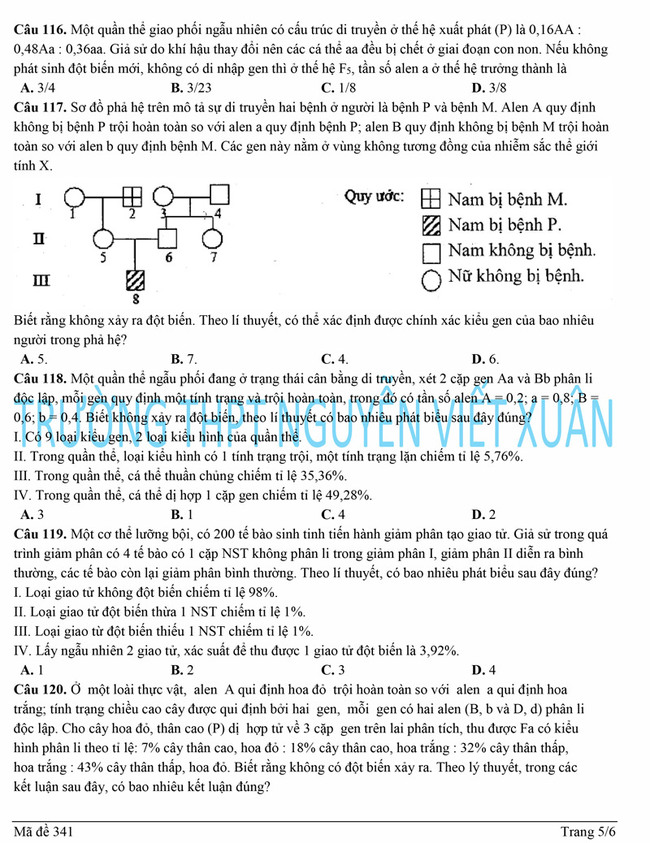 Câu 116. Một quần thể giao phối ngẫu nhiên có cấu trúc di truyền ở thế hệ xuất phát (P) là 0,16AA :
0,48Aa : 0,36aa. Giả sử do khí hậu thay đổi nên các cá thể aa đều bị chết ở giai đoạn con non. Nếu không
phát sinh đột biến mới, không có di nhập gen thì ở thế hệ F5, tần số alen a ở thế hệ trưởng thành là
A. 3/4 B. 3/23 C. 1/8 D. 3/8
Câu 117. Sơ đồ phả hệ trên mô tả sự di truyền hai bệnh ở người là bệnh P và bệnh M. Alen A quy định
không bị bệnh P trội hoàn toàn so với alen a quy định bệnh P; alen B quy định không bị bệnh M trội hoàn
toàn so với alen b quy định bệnh M. Các gen này nằm ở vùng không tương đồng của nhiễm sắc thể giới
tính X.
I 1 2 3 4
II 5 6 7
III 8
Quy ước: Nam bị bệnh M.
Nam bị bệnh P.
Nam không bị bệnh.
Nữ không bị bệnh.
Biết rằng không xảy ra đột biến. Theo lí thuyết, có thể xác định được chính xác kiểu gen của bao nhiêu
người trong phả hệ?
A. 5. B. 7. C. 4. D. 6.
Câu 118. Một quần thể ngẫu phối đang ở trạng thái cân bằng di truyền, xét 2 cặp gen Aa và Bb phân li
độc lập, mỗi gen quy định một tính trạng và trội hoàn toàn, trong đó có tần số alen A = 0,2; a = 0,8; B =
0,6; b = 0,4. Biết không xảy ra đột biến, theo lí thuyết có bao nhiêu phát biểu sau đây đúng?
TRƯỜNG THPT NGUYỄN VIẾT XUÂN
I. Có 9 loại kiểu gen, 2 loại kiểu hình của quần thể.
II. Trong quần thể, loại kiểu hình có 1 tính trạng trội, một tính trạng lặn chiếm tỉ lệ 5,76%.
III. Trong quần thể, cá thể thuần chủng chiếm tỉ lệ 35,36%.
IV. Trong quần thể, cá thể dị hợp 1 cặp gen chiếm tỉ lệ 49,28%.
A. 3 B. 1 C. 4 D. 2
Câu 119. Một cơ thể lưỡng bội, có 200 tế bào sinh tinh tiến hành giảm phân tạo giao tử. Giả sử trong quá
trình giảm phân có 4 tế bào có 1 cặp NST không phân li trong giảm phân I, giảm phân II diễn ra bình
thường, các tế bào còn lại giảm phân bình thường. Theo lí thuyết, có bao nhiêu phát biểu sau đây đúng?
I. Loại giao tử không đột biến chiếm tỉ lệ 98%.
II. Loại giao tử đột biến thừa 1 NST chiếm tỉ lệ 1%.
III. Loại giao từ đột biến thiếu 1 NST chiếm tỉ lệ 1%.
IV. Lấy ngẫu nhiên 2 giao tử, xác suất để thu được 1 giao tử đột biến là 3,92%.
A. 1 B. 2 C. 3 D. 4
Câu 120. Ở một loài thực vật, alen A qui định hoa đỏ trội hoàn toàn so với alen a qui định hoa
trắng; tính trạng chiều cao cây được qui định bởi hai gen, mỗi gen có hai alen (B, b và D, d) phân li
độc lập. Cho cây hoa đỏ, thân cao (P) dị hợp tử về 3 cặp gen trên lai phân tích, thu được Fa có kiểu
hình phân li theo tỉ lệ: 7% cây thân cao, hoa đỏ : 18% cây thân cao, hoa trắng : 32% cây thân thấp,
hoa trắng : 43% cây thân thấp, hoa đỏ. Biết rằng không có đột biến xảy ra. Theo lý thuyết, trong các
kết luận sau đây, có bao nhiêu kết luận đúng?
Mã đề 341 Trang 5/6